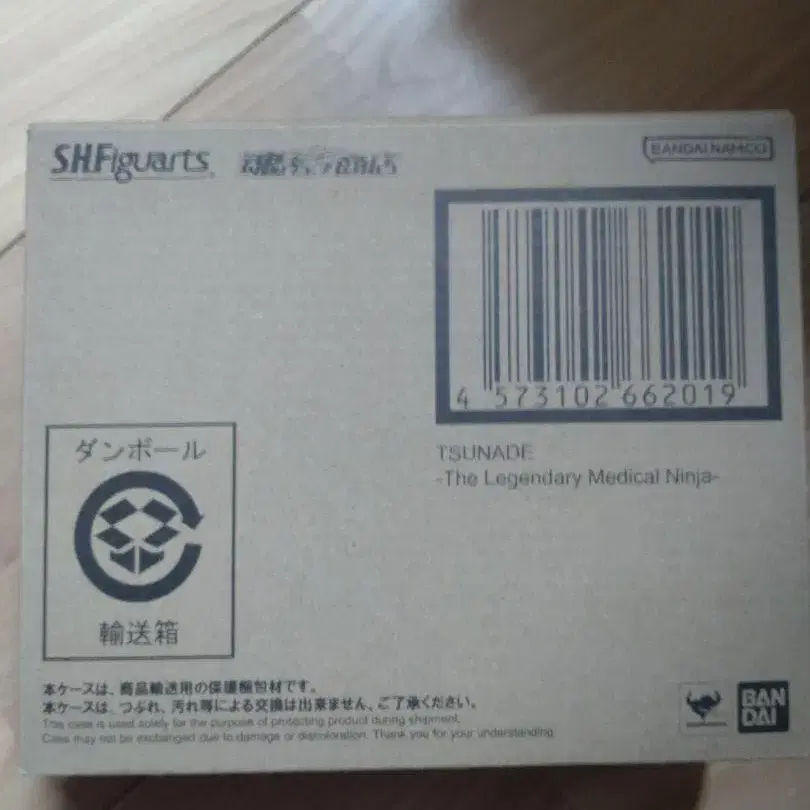 S.H.Figuarts
BANDAI NAMCO
4 573102 662019
TSUNADE
-The Legendary Medical Ninja-
ダンボール
輸送箱
本ケースは、商品輸送用の保護梱包材です。
本ケースは、つぶれ、汚れ等による交換は出来ません、ご了承ください。
This case is used solely for the purpose of protecting product during shipment.
Case may not be exchanged due to damage or discoloration. Thank you for your understanding.
BAN
DAI